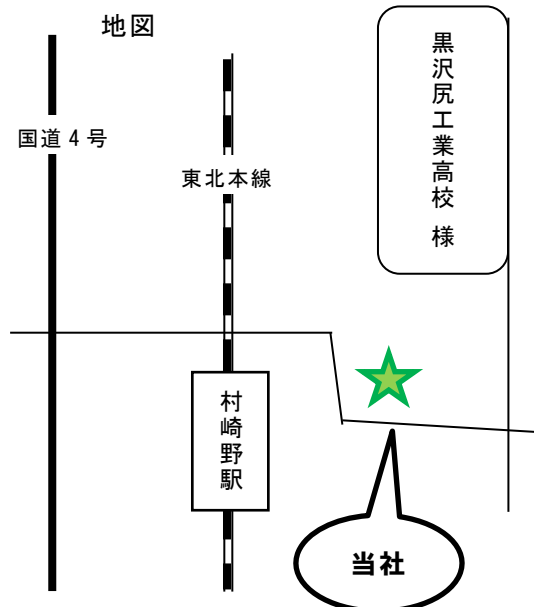 地図
国道4号
東北本線
黒沢尻工業高校 様
村崎野駅
当社